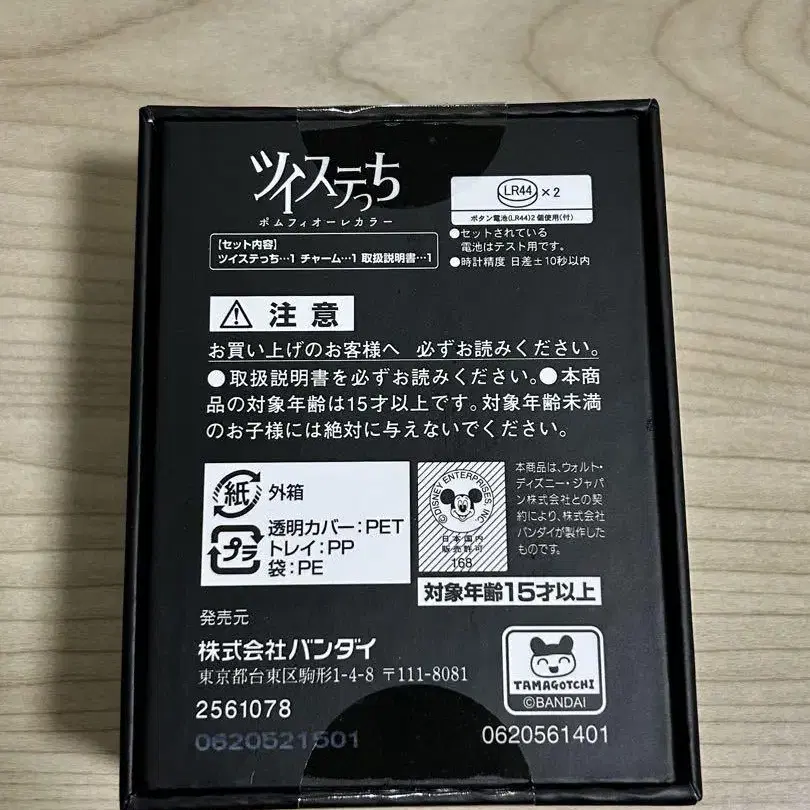 ツイステっち
ポムフィオーレカラー
【セット内容】
ツイステっち…1 チャーム…1 取扱説明書…1
LR44 ×2
ボタン電池(LR44)2個使用(付)
●セットされている
電池はテスト用です。
●時計精度 日差±10秒以内
注意
お買い上げのお客様へ 必ずお読みください。
●取扱説明書を必ずお読みください。●本商
品の対象年齢は15才以上です。対象年齢未満
のお子様には絶対に与えないでください。
紙 外箱
プラ
透明カバー:PET
トレイ:PP
袋:PE
©DISNEY ENTERPRISES INC.
日本国内
販売許可
168
本商品は、ウォルト・
ディズニー・ジャパ
ン株式会社との契
約により、株式会社
バンダイが製作した
ものです。
対象年齢15才以上
発売元
株式会社バンダイ
東京都台東区駒形1-4-8 〒111-8081
2561078
0620521501
TAMAGOTCHI
©BANDAI
0620561401